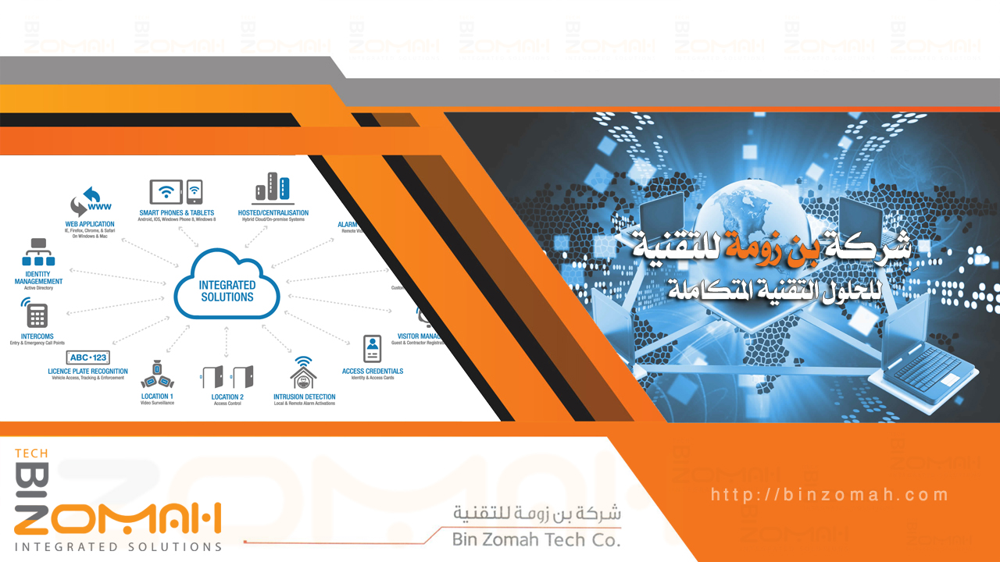 WWW
WEB APPLICATION
IE, Firefox, Chrome, & Safari
On Windows & Mac
SMART PHONES & TABLETS
Android, IOS, Windows Phone 8, Windows 8
HOSTED/CENTRALISATION
Hybrid Cloud/On-premise Systems
ALARM
IDENTITY
MANAGEMEMENT
Active Directory
INTEGRATED
SOLUTIONS
INTERCOMS
Entry & Emergency Call Points
ABC•123
LICENCE PLATE RECOGNITION
Vehicle Access, Tracking & Enforcement
LOCATION 1
Video Surveillance
LOCATION 2
Access Control
INTRUSION DETECTION
Local & Remote Alarm Activations
ACCESS CREDENTIALS
Identity & Access Cards
VISITOR
Guest & Contractor
شركة بن زومة للتقنية
للحلول التقنية المتكاملة
TECH
BIN ZOMAH
INTEGRATED SOLUTIONS
شركة بن زومة للتقنية
Bin Zomah Tech Co.
http://binzomah.com